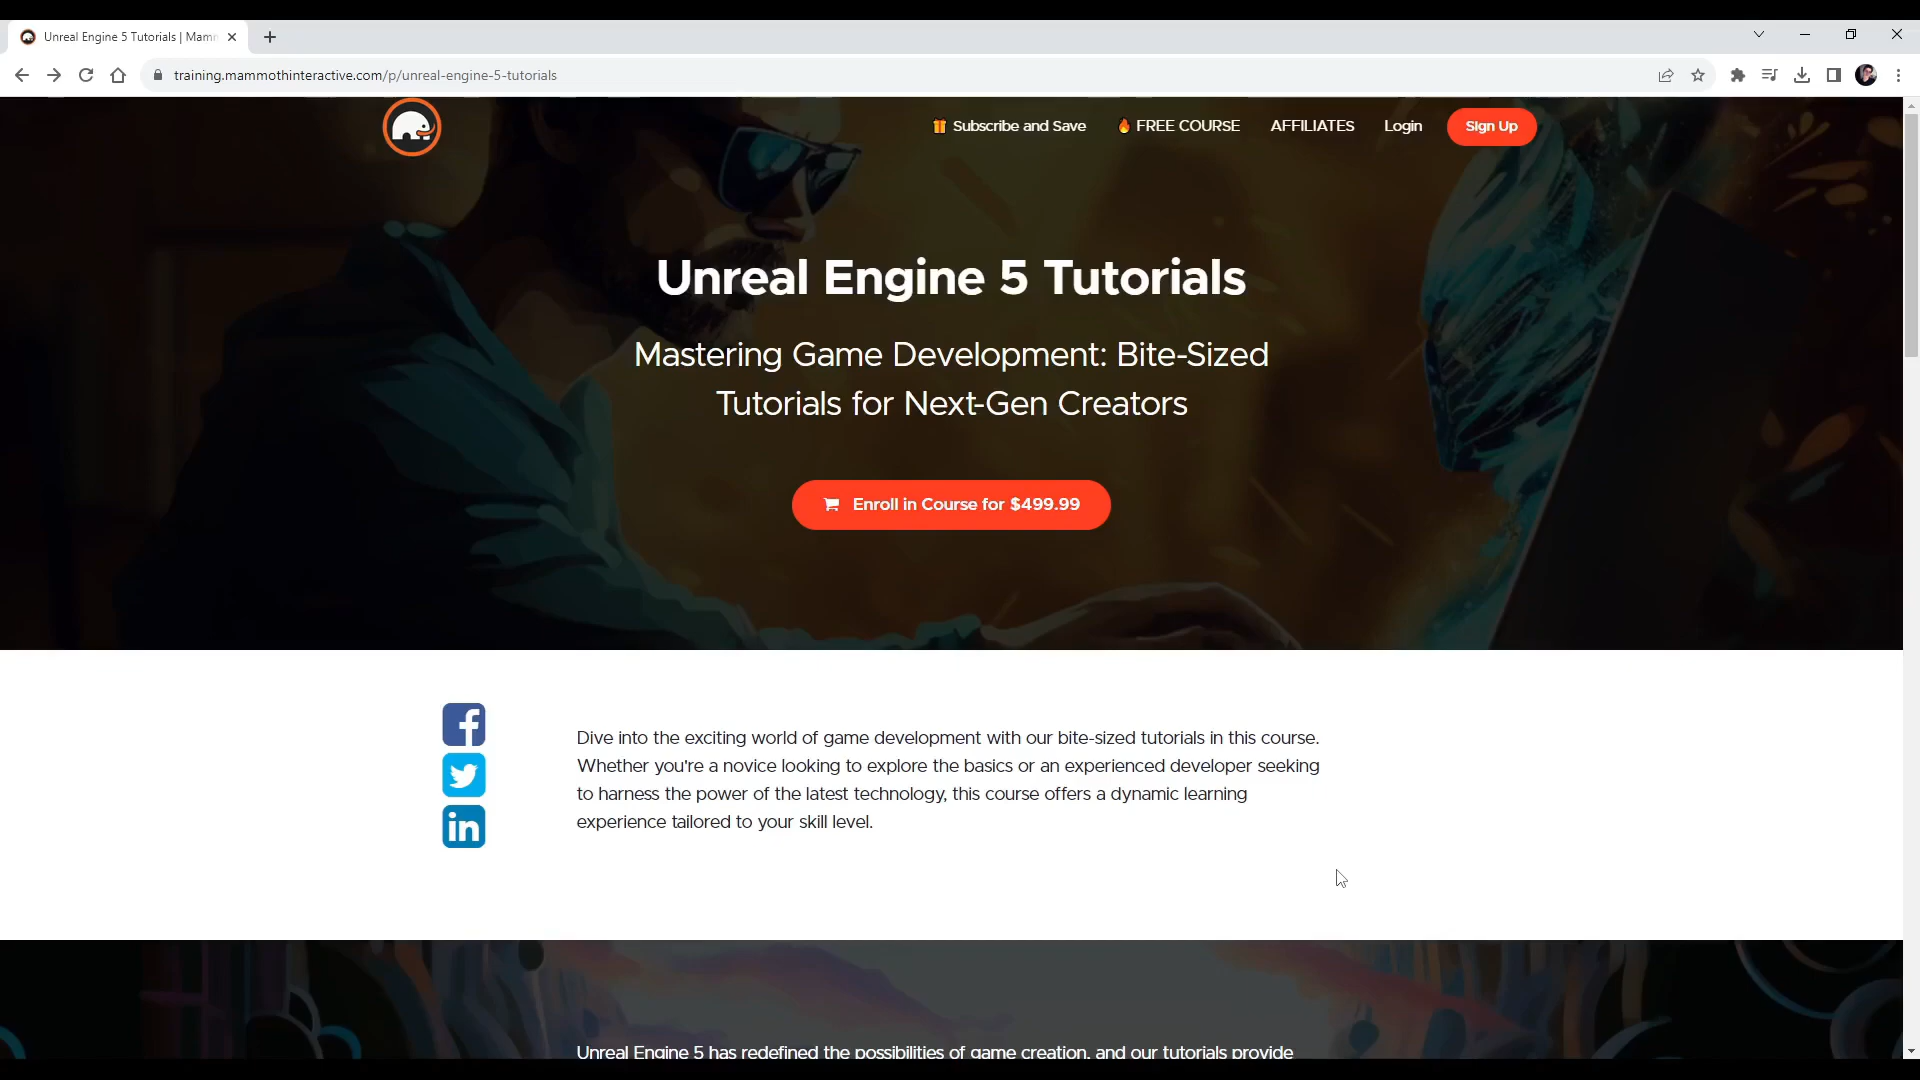 Unreal Engine 5 Tutorials | Mam
training.mammothinteractive.com/p/unreal-engine-5-tutorials
Subscribe and Save
FREE COURSE
AFFILIATES
Login
Sign Up
Unreal Engine 5 Tutorials
Mastering Game Development: Bite-Sized
Tutorials for Next-Gen Creators
Enroll in Course for $499.99
Dive into the exciting world of game development with our bite-sized tutorials in this course.
Whether you're a novice looking to explore the basics or an experienced developer seeking
to harness the power of the latest technology, this course offers a dynamic learning
experience tailored to your skill level.
Unreal Engine 5 has redefined the possibilities of game creation, and our tutorials provide